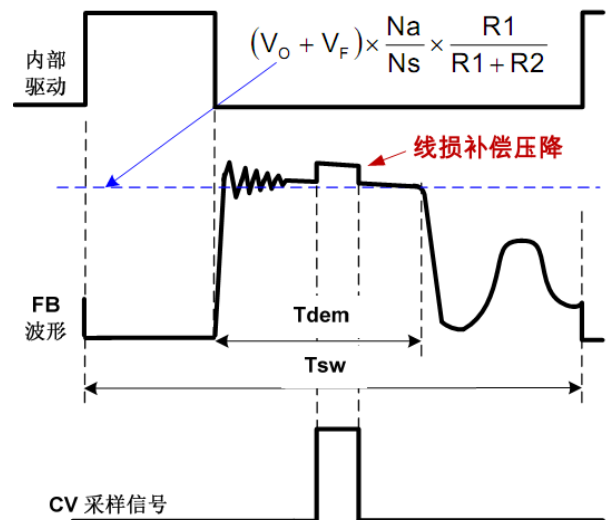 内部
驱动
(V_O + V_F) × Na/Ns × R1/(R1 + R2)
线损补偿压降
FB
波形
Tdem
Tsw
CV 采样信号